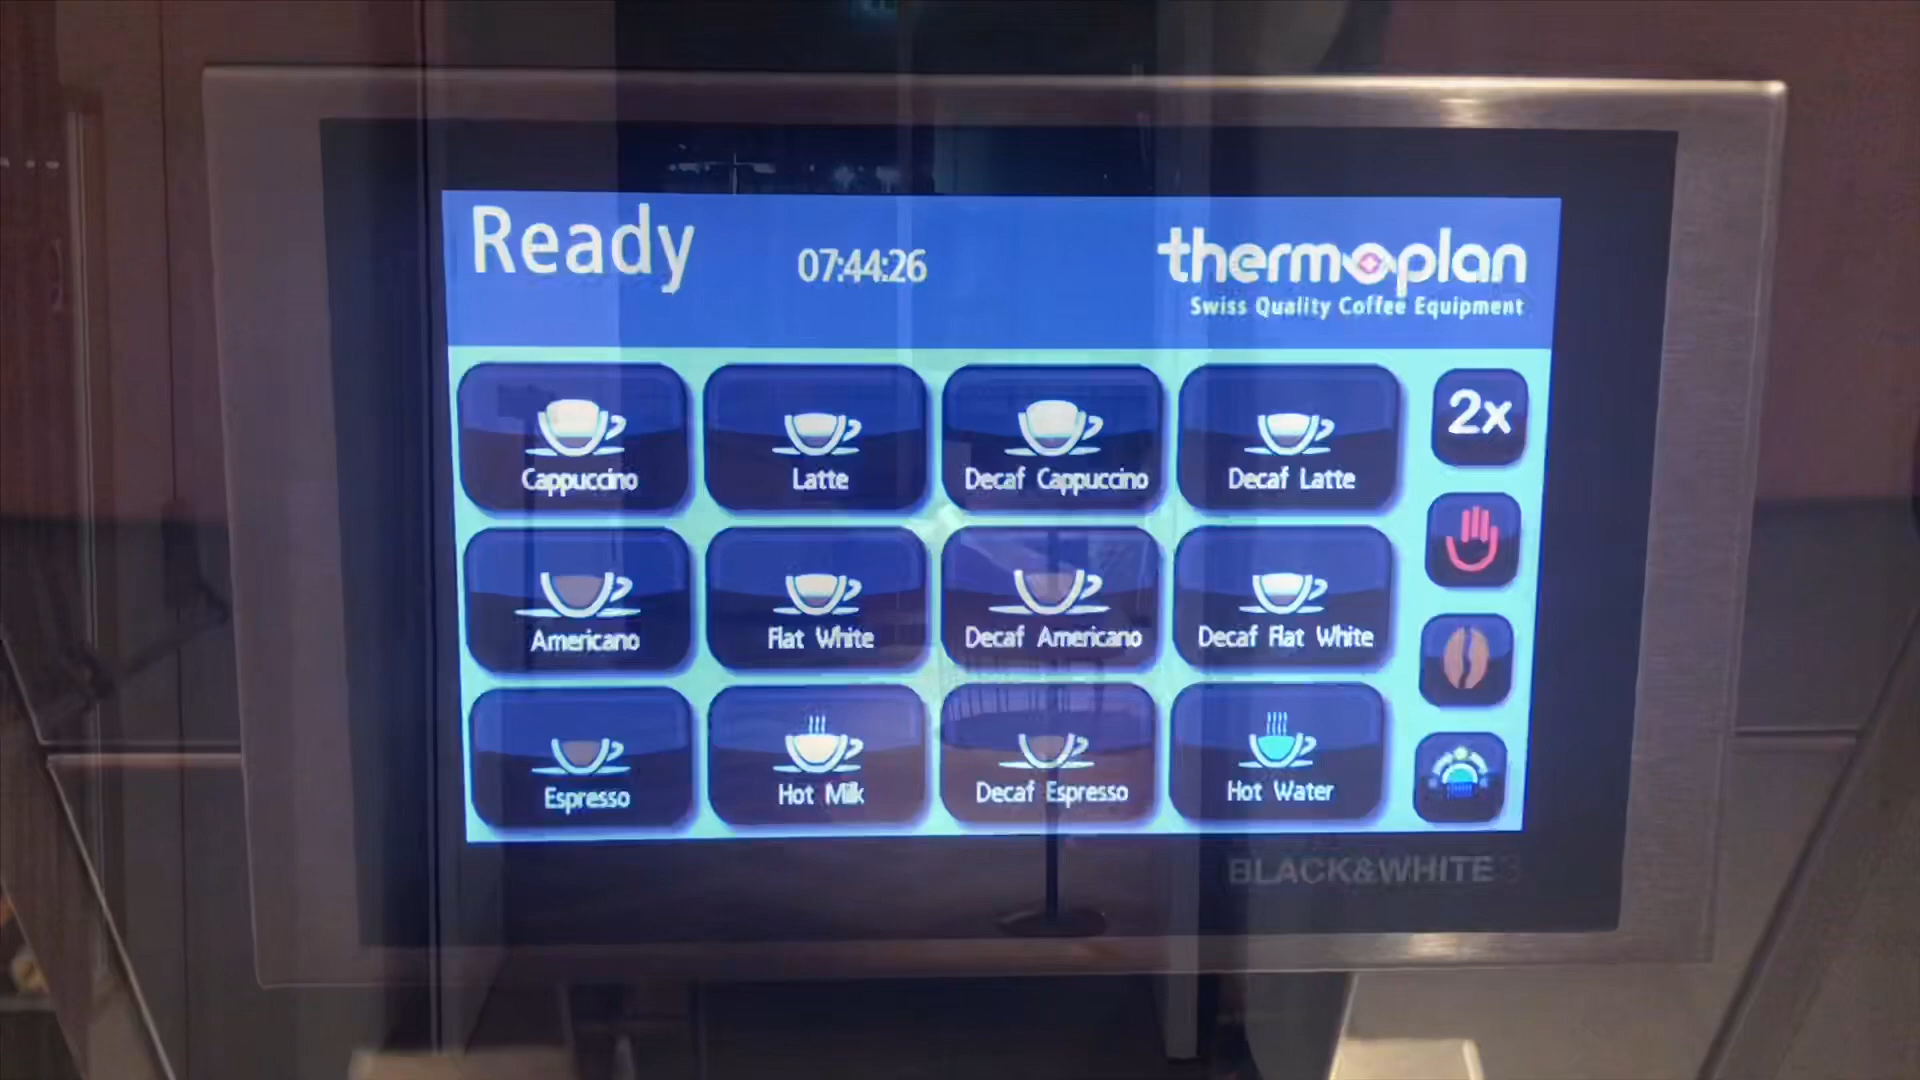 Ready
07:44:26
thermoplan
Swiss Quality Coffee Equipment
Cappuccino
Latte
Decaf Cappuccino
Decaf Latte
2x
Americano
Flat White
Decaf Americano
Decaf Flat White
Espresso
Hot Milk
Decaf Espresso
Hot Water
BLACK&WHITE3